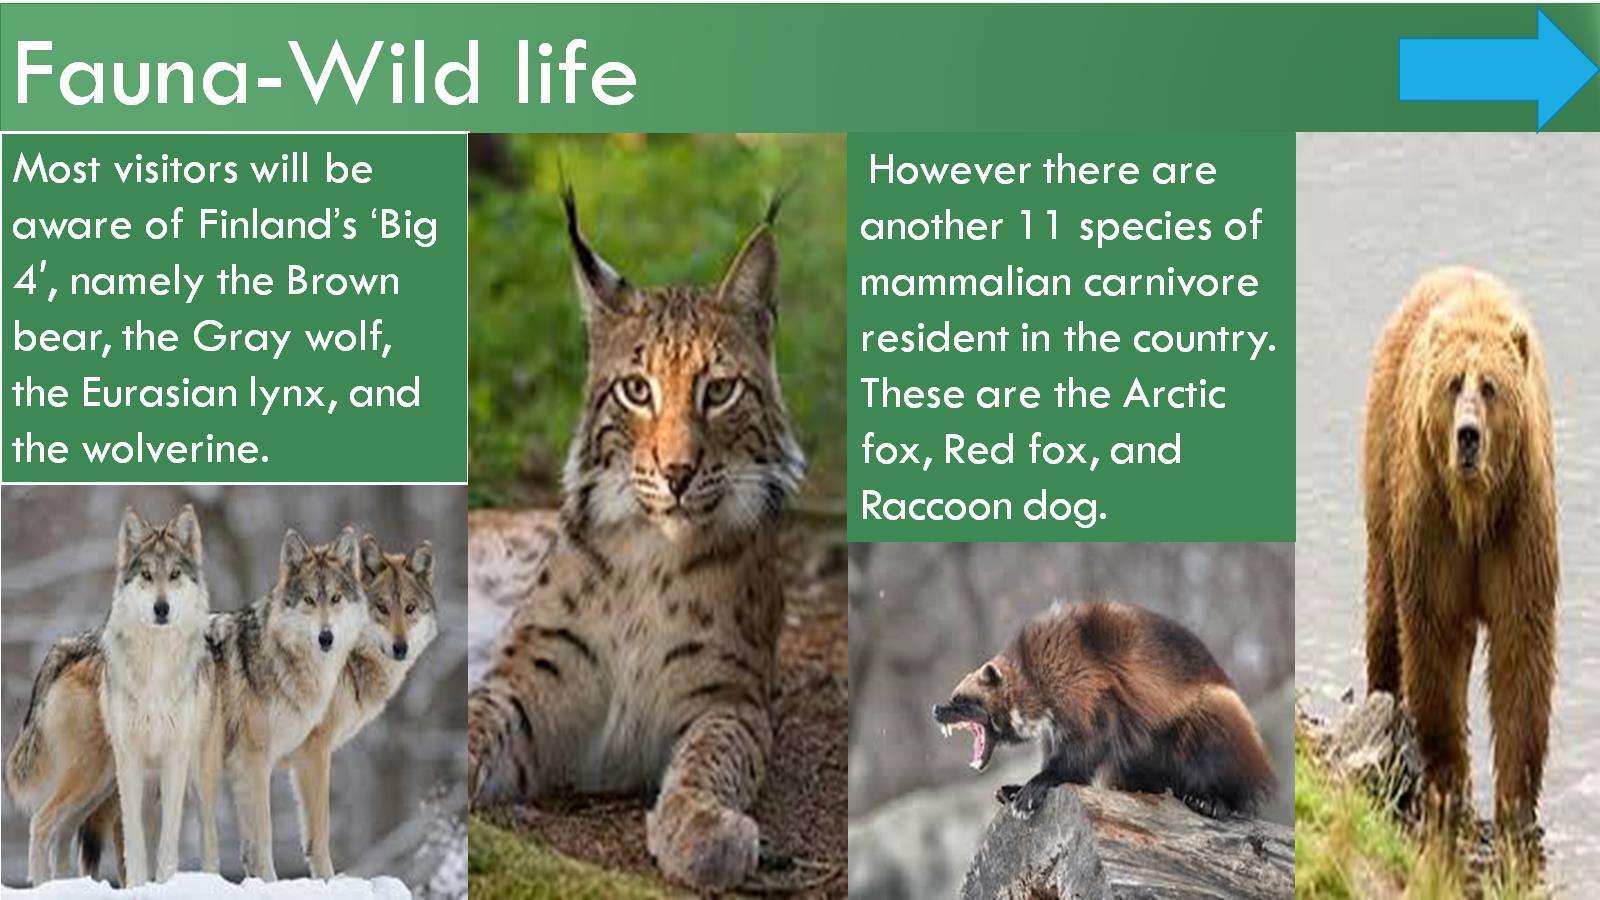 Fauna-Wild life
Most visitors will be
aware of Finland’s ‘Big
4’, namely the Brown
bear, the Gray wolf,
the Eurasian lynx, and
the wolverine.
However there are
another 11 species of
mammalian carnivore
resident in the country.
These are the Arctic
fox, Red fox, and
Raccoon dog.